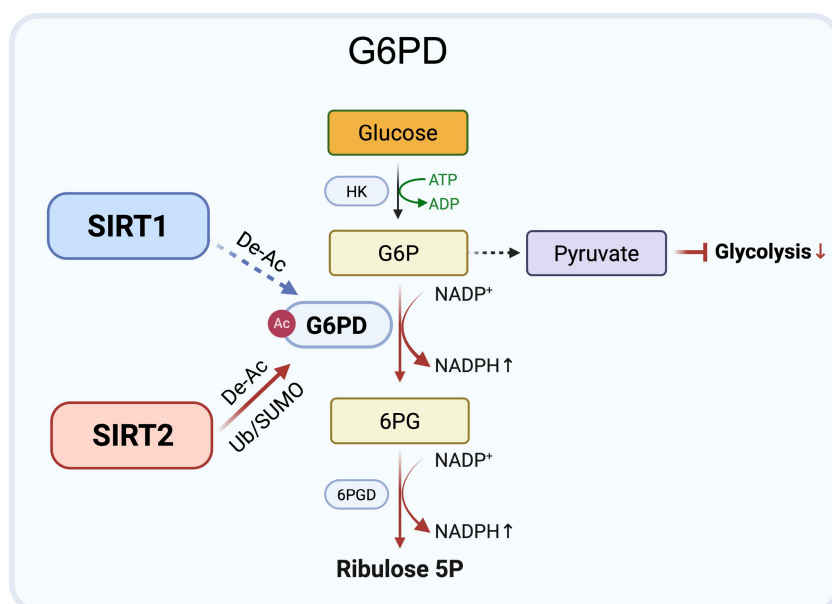 G6PD
Glucose
HK
ATP
ADP
SIRT1
De-Ac
G6P
Pyruvate
Glycolysis↓
NADP⁺
Ac
G6PD
NADPH↑
De-Ac
Ub/SUMO
SIRT2
6PG
NADP⁺
6PGD
NADPH↑
Ribulose 5P